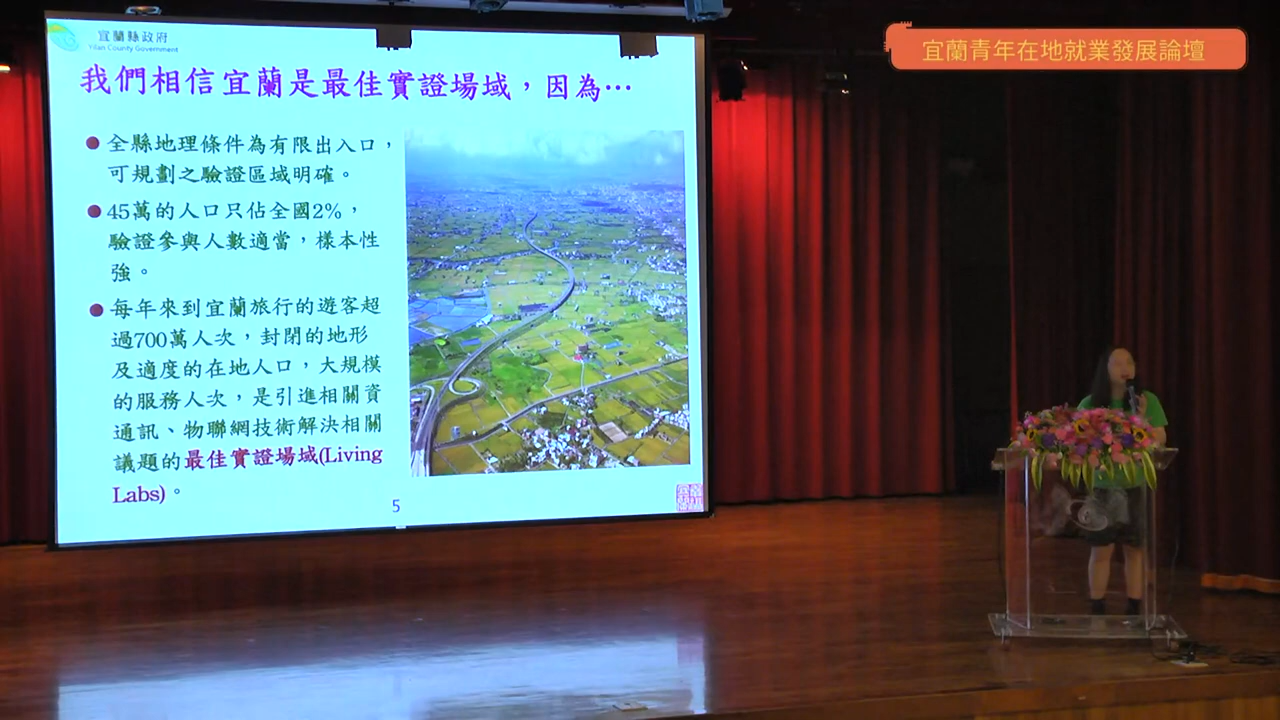 宜蘭縣政府
Yilan County Government
我們相信宜蘭是最佳實證場域，因為…
全縣地理條件為有限出入口，
可規劃之驗證區域明確。
45萬的人口只佔全國2%，
驗證參與人數適當，樣本性
強。
每年來到宜蘭旅行的遊客超
過700萬人次，封閉的地形
及適度的在地人口，大規模
的服務人次，是引進相關資
通訊、物聯網技術解決相關
議題的最佳實證場域(Living
Labs)。
5
宜蘭青年在地就業發展論壇